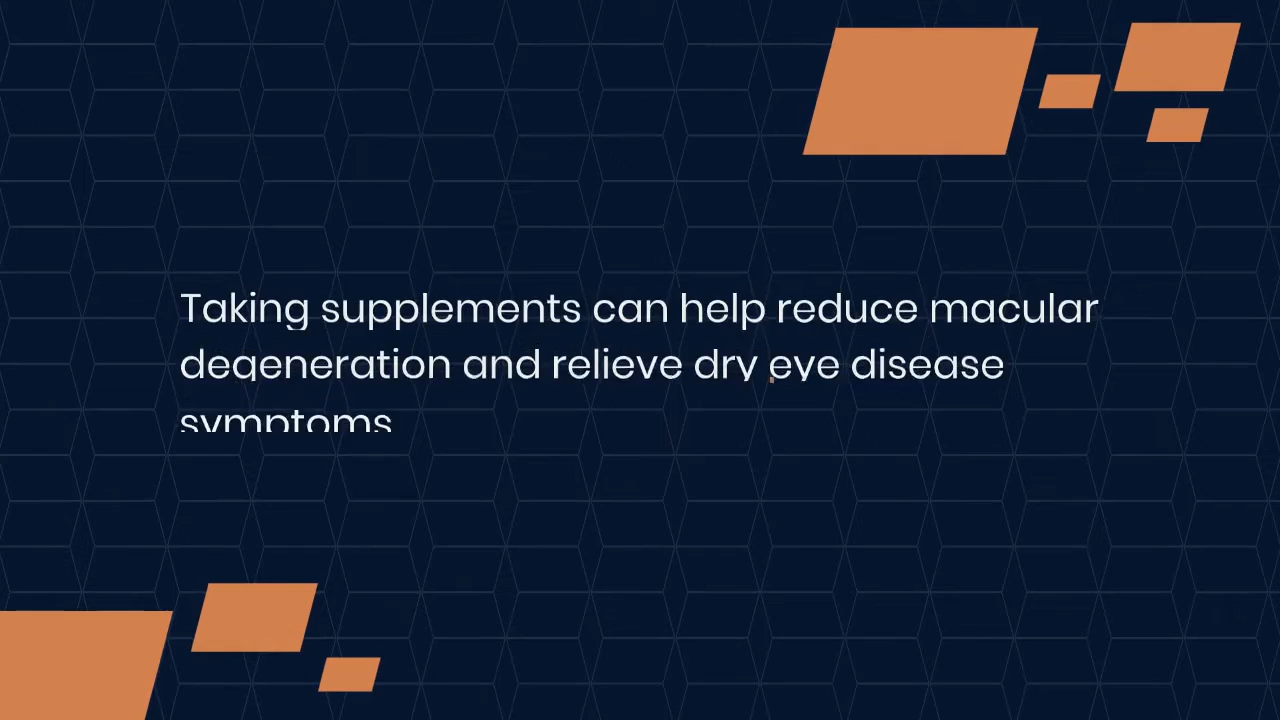 Taking supplements can help reduce macular
degeneration and relieve dry eye disease
symptoms